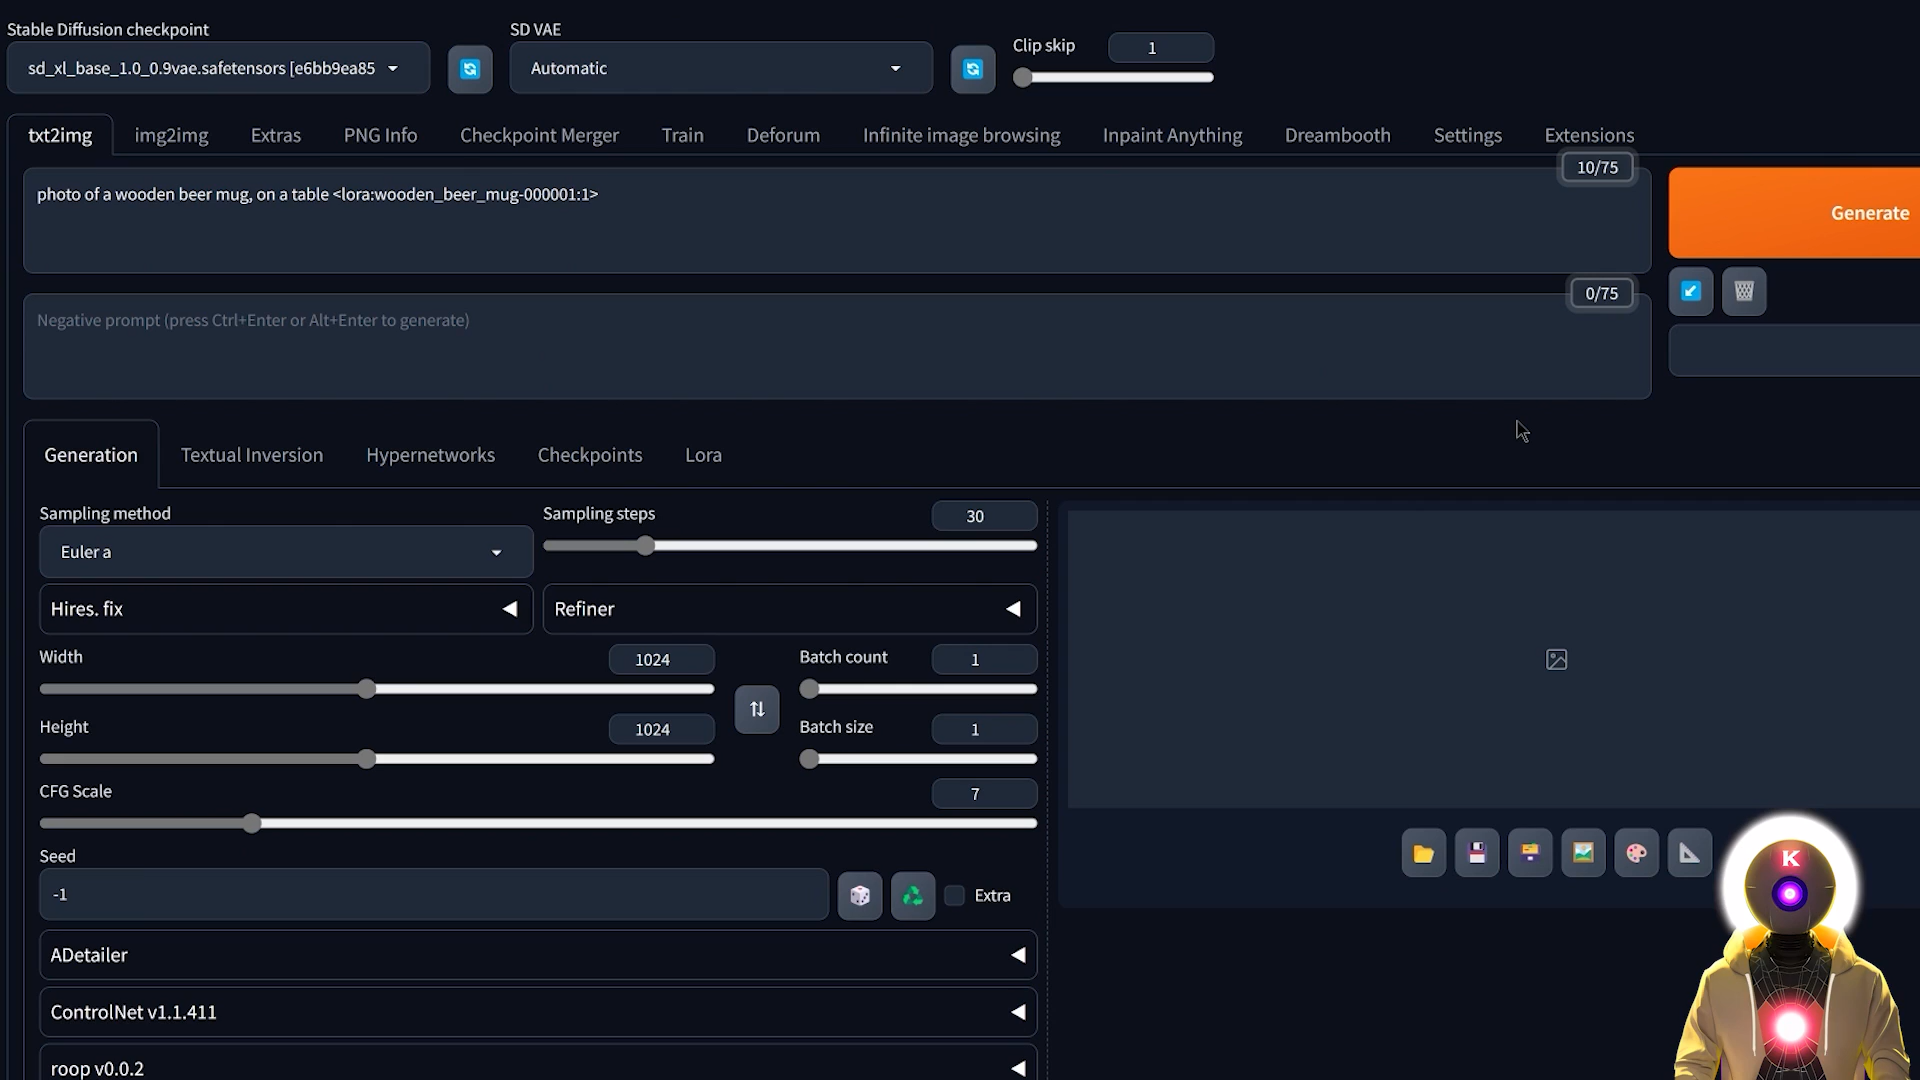 Stable Diffusion checkpoint
SD VAE
Clip skip
1
sd_xl_base_1.0_0.9vae.safetensors [e6bb9ea85
Automatic
txt2img
img2img
Extras
PNG Info
Checkpoint Merger
Train
Deforum
Infinite image browsing
Inpaint Anything
Dreambooth
Settings
Extensions
10/75
photo of a wooden beer mug, on a table <lora:wooden_beer_mug-000001:1>
Generate
0/75
Negative prompt (press Ctrl+Enter or Alt+Enter to generate)
Generation
Textual Inversion
Hypernetworks
Checkpoints
Lora
Sampling method
Sampling steps
30
Euler a
Hires. fix
Refiner
Width
1024
Batch count
1
Height
1024
Batch size
1
CFG Scale
7
Seed
-1
Extra
ADetailer
ControlNet v1.1.411
roop v0.0.2
K